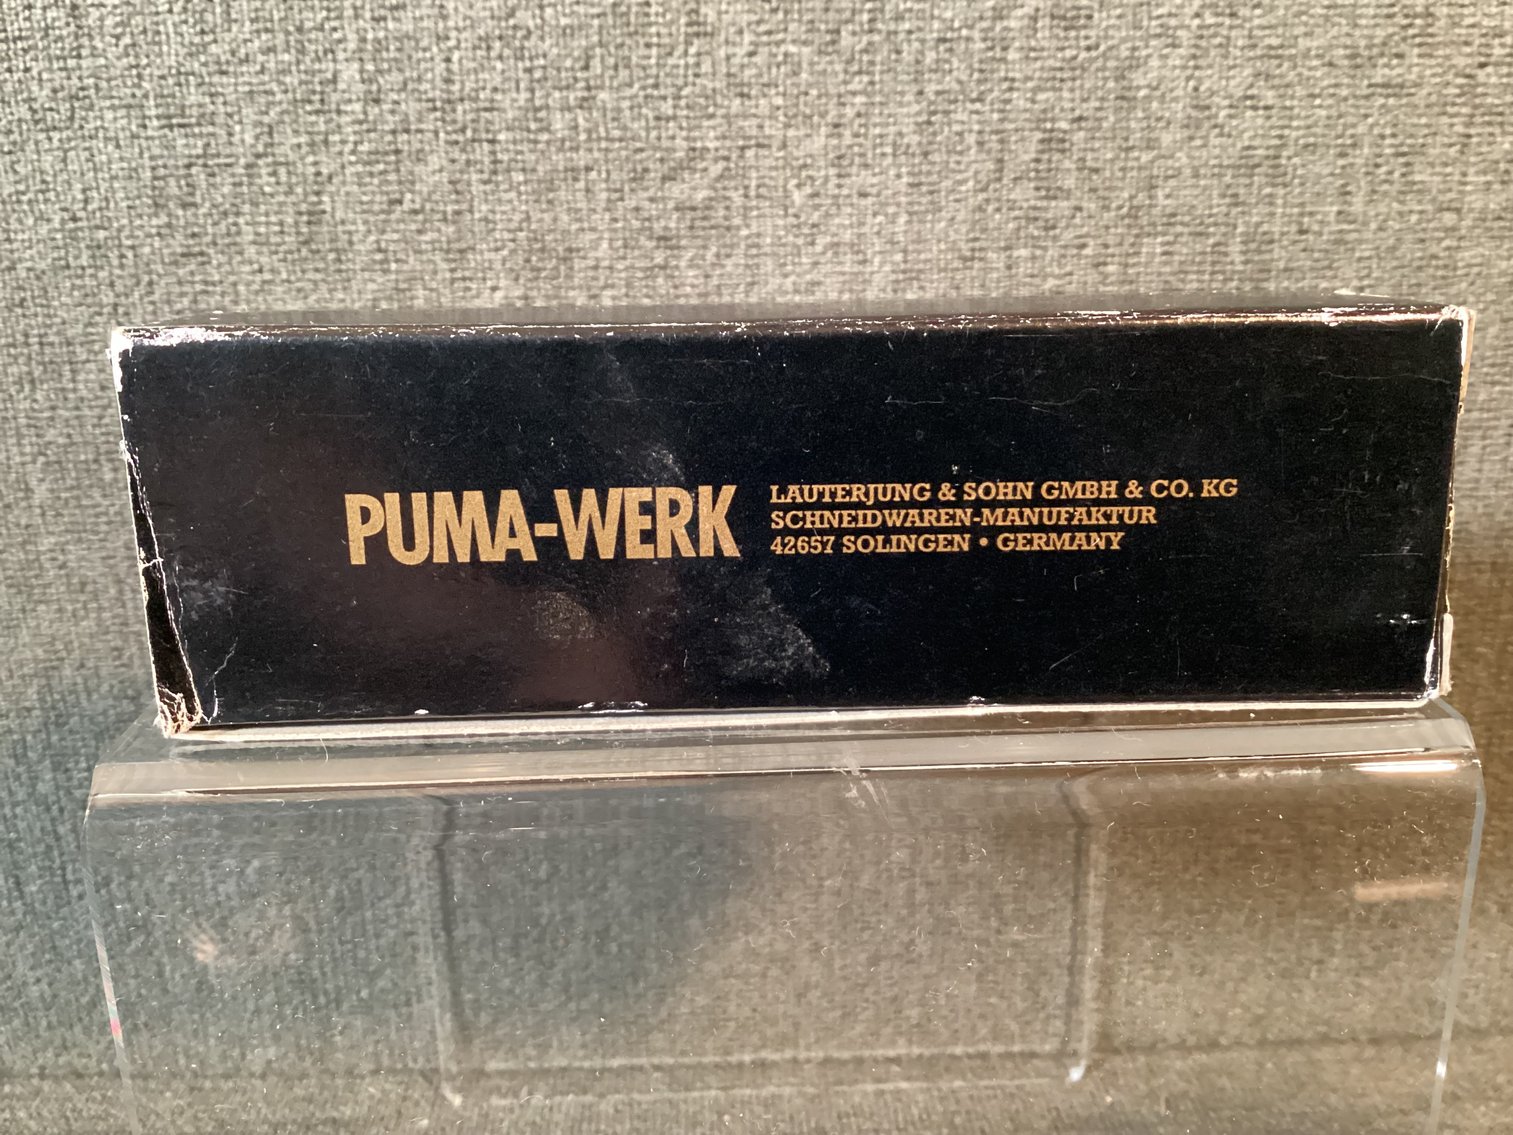 PUMA-WERK
LAUTERJUNG & SOHN GMBH & CO. KG
SCHNEIDWAREN-MANUFAKTUR
42657 SOLINGEN • GERMANY